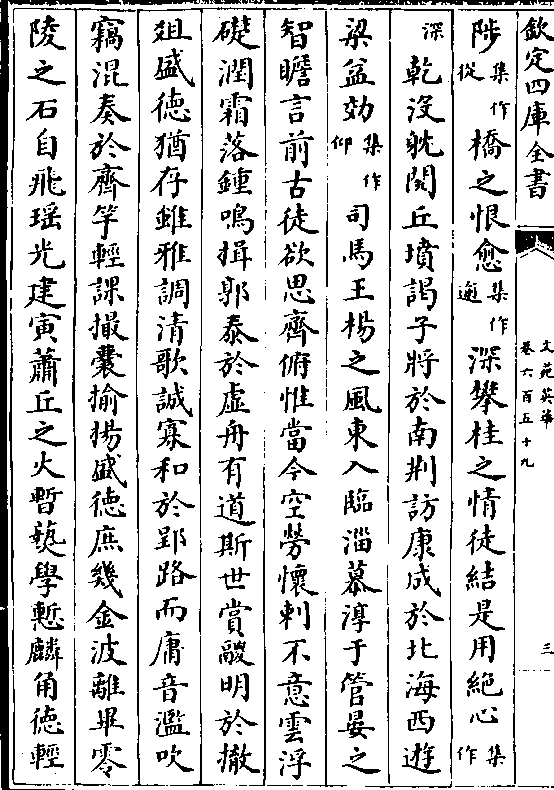 欽定四庫全書
文苑英華
卷六百五十九
三
陟集作從橋之恨愈集作逾深攀桂之情徒結是用絕心集作
深乾沒躭閱丘墳謁子將於南荆訪康成於北海西遊
梁益効集作仰司馬王楊之風東入臨淄慕淳于管晏之
智瞻言前古徒欲思齊俯惟當今空勞懷刺不意雲浮
礎潤霜落鍾鳴揖郭泰於虚舟有道斯世賞鬷明於撤
俎盛德猶存雖雅調清歌誠寡和於郢路而庸音濫吹
竊混奏於齊竽輕課撮囊揄揚盛德庶幾金波離畢零
陵之石自飛瑶光建寅蕭丘之火暫爇學慙麟角德輕